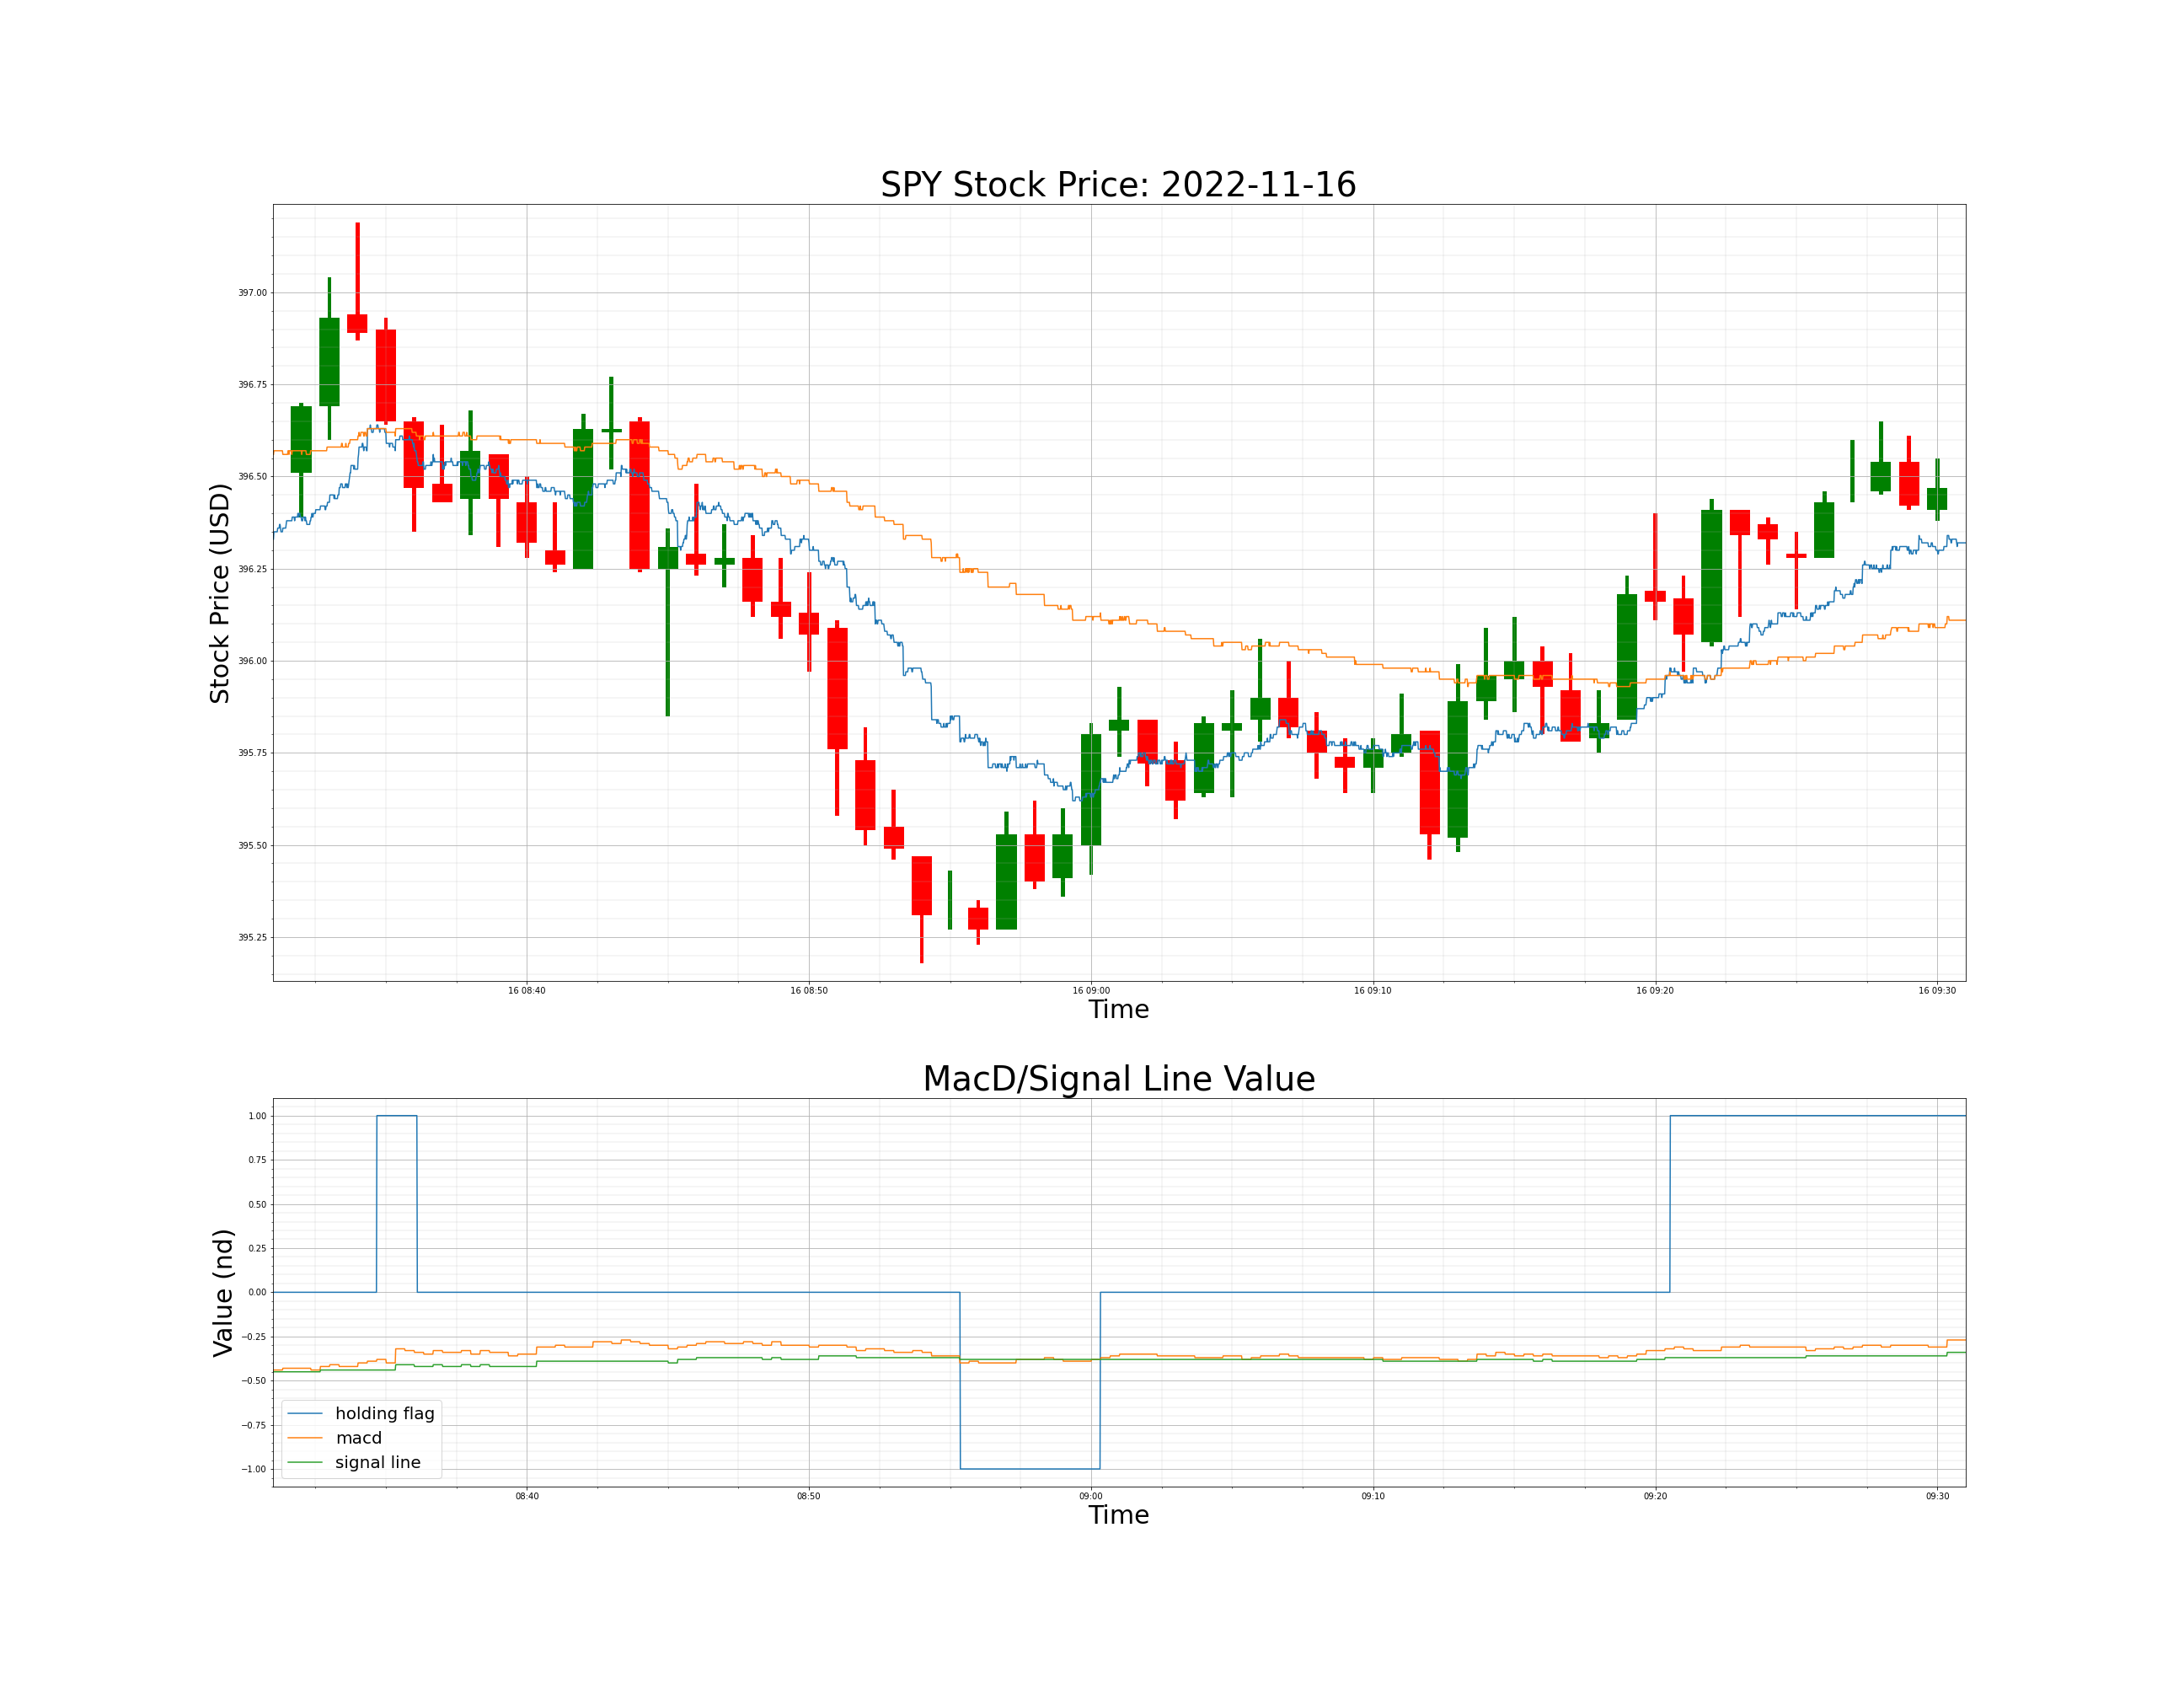 SPY Stock Price: 2022-11-16
397.00
396.75
396.50
396.25
396.00
395.75
395.50
395.25
Stock Price (USD)
16 08:40 16 08:50 16 09:00 16 09:10 16 09:20 16 09:30
Time
MacD/Signal Line Value
1.00
0.75
0.50
0.25
0.00
−0.25
−0.50
−0.75
−1.00
Value (nd)
holding flag
macd
signal line
08:40 08:50 09:00 09:10 09:20 09:30
Time